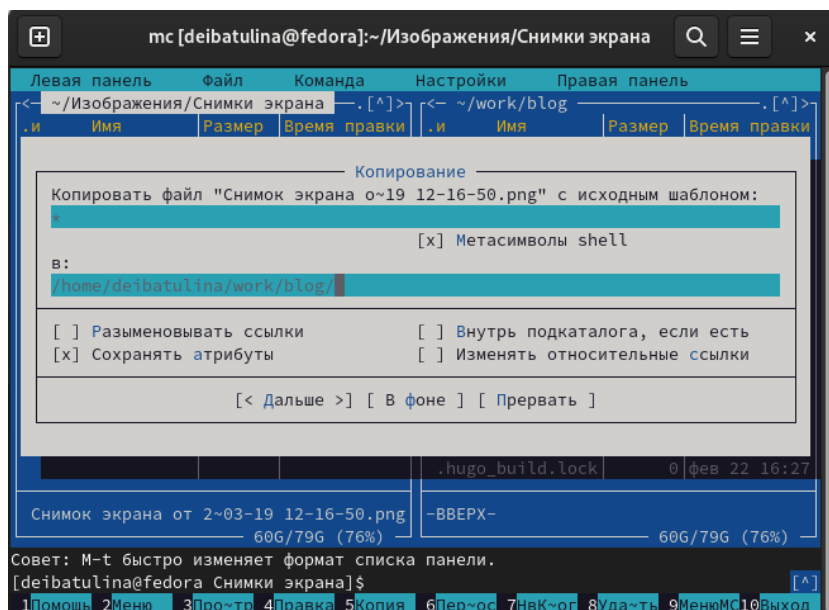 mc [deibatulina@fedora]:~/Изображения/Снимки экрана
Левая панель Файл Команда Настройки Правая панель
<— ~/Изображения/Снимки экрана —.[^]> <— ~/work/blog —.[^]>
.и Имя Размер Время правки .и Имя Размер Время правки
Копирование
Копировать файл "Снимок экрана о~19 12-16-50.png" с исходным шаблоном:
*
[x] Метасимволы shell
в:
/home/deibatulina/work/blog/
[ ] Разыменовывать ссылки [ ] Внутрь подкаталога, если есть
[x] Сохранять атрибуты [ ] Изменять относительные ссылки
[< Дальше >] [ В фоне ] [ Прервать ]
.hugo_build.lock 0 фев 22 16:27
Снимок экрана от 2~03-19 12-16-50.png -ВВЕРХ-
60G/79G (76%) 60G/79G (76%)
Совет: M-t быстро изменяет формат списка панели.
[deibatulina@fedora Снимки экрана]$ [^]
1Помощь 2Меню 3Про~тр 4Правка 5Копия 6Пер~ос 7НвК~ог 8Уда~ть 9МенюMC 10Выход